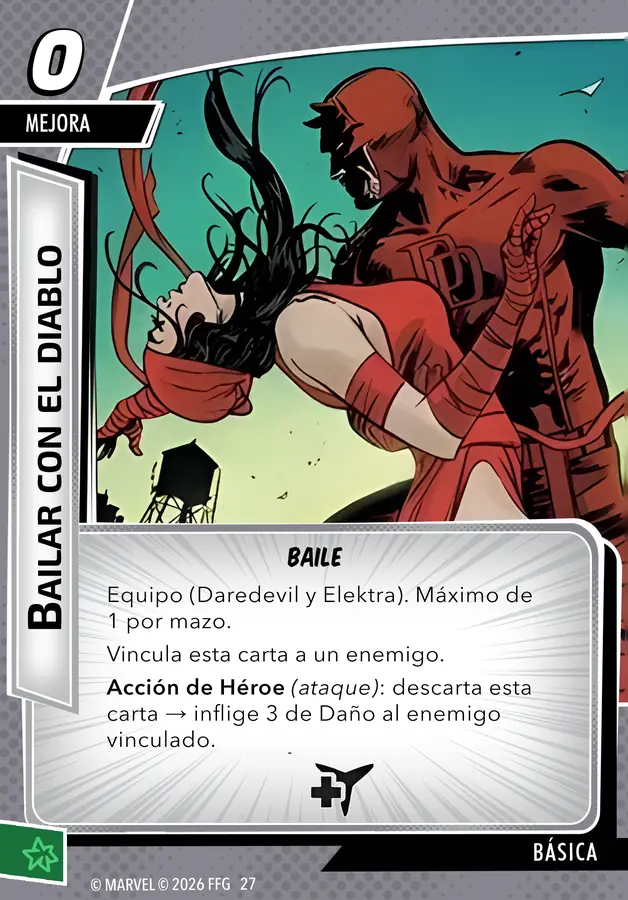 0
MEJORA
BAILAR CON EL DIABLO
DD
BAILE
Equipo (Daredevil y Elektra). Máximo de
1 por mazo.
Vincula esta carta a un enemigo.
Acción de Héroe (ataque): descarta esta
carta → inflige 3 de Daño al enemigo
vinculado.
BÁSICA
© MARVEL © 2026 FFG 27